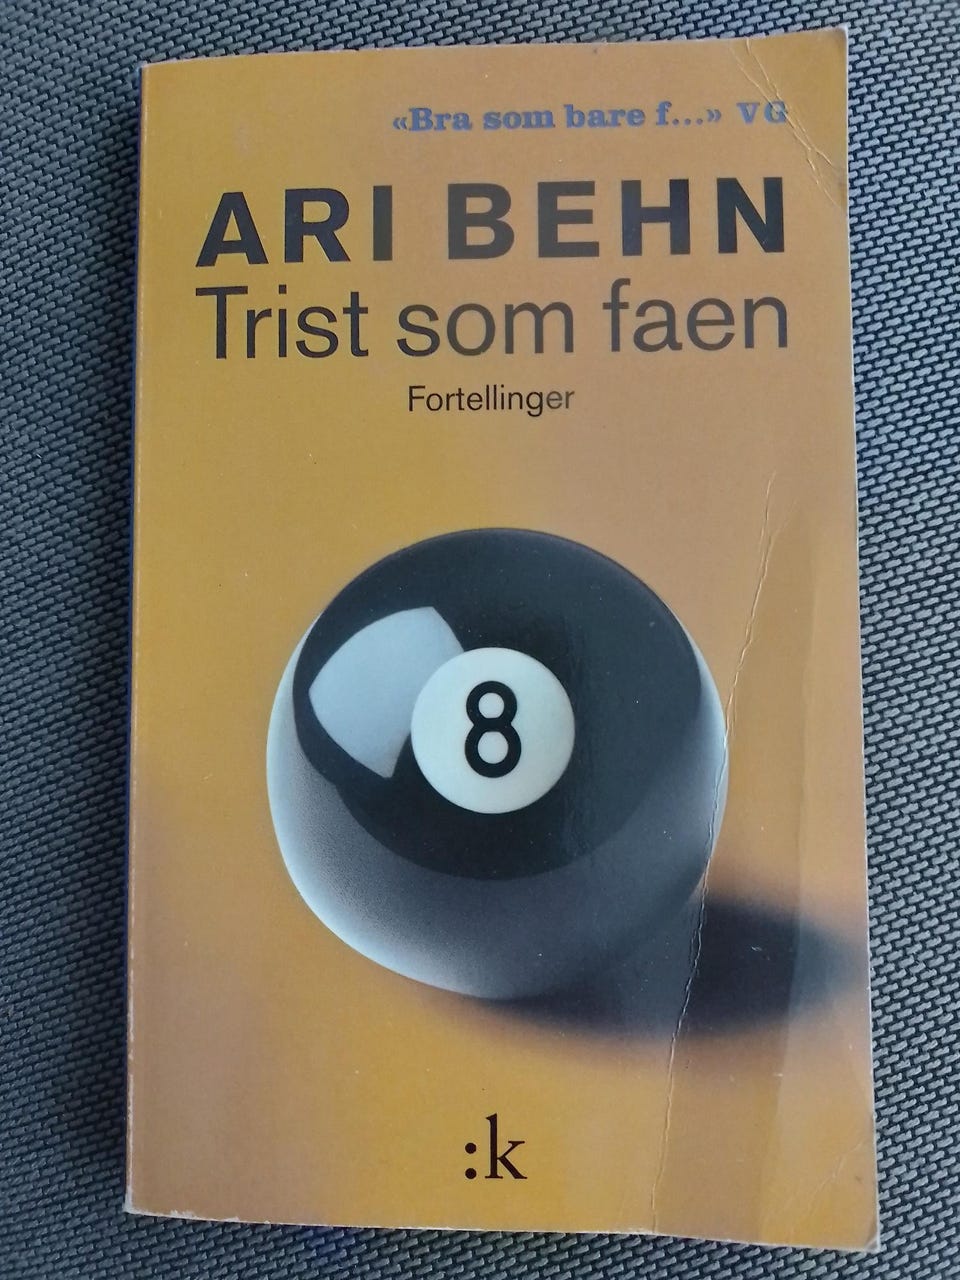 «Bra som bare f...» VG
ARI BEHN
Trist som faen
Fortellinger
8
:k